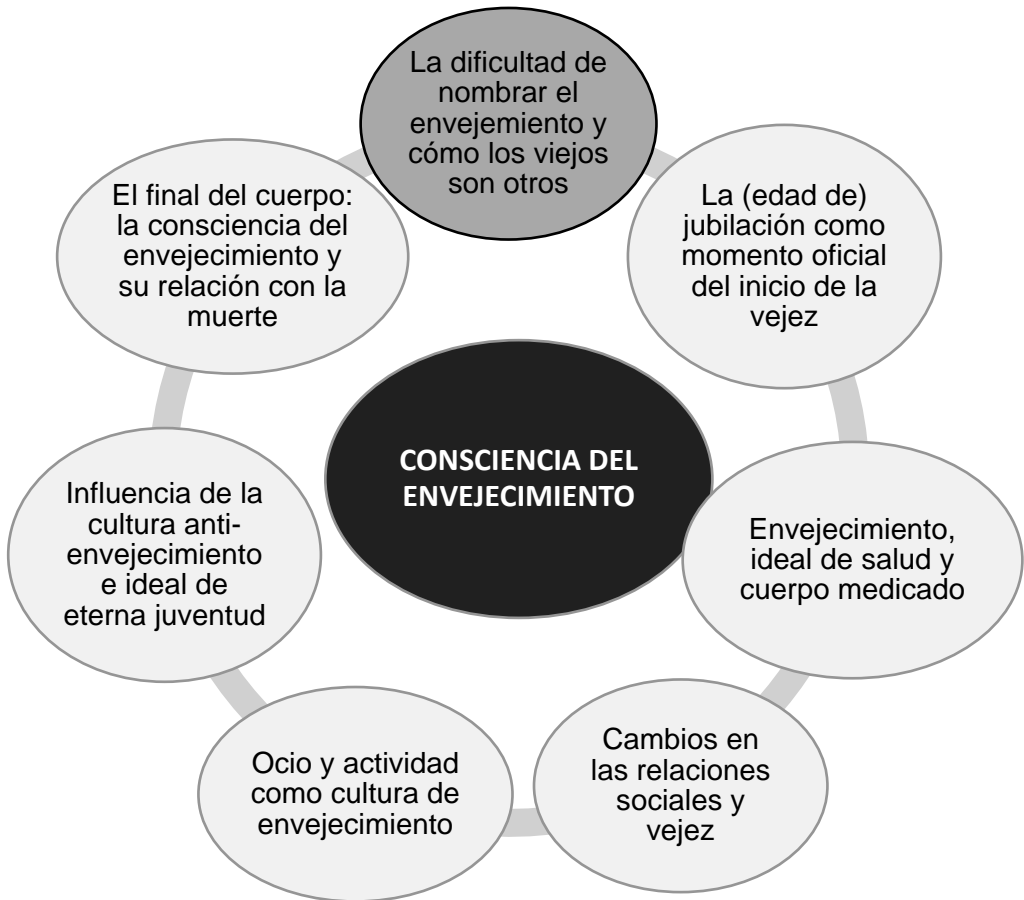 La dificultad de
nombrar el
envejemiento y
cómo los viejos
son otros
La (edad de)
jubilación como
momento oficial
del inicio de la
vejez
Envejecimiento,
ideal de salud y
cuerpo medicado
Cambios en
las relaciones
sociales y
vejez
Ocio y actividad
como cultura de
envejecimiento
Influencia de la
cultura anti-
envejecimiento
e ideal de
eterna juventud
El final del cuerpo:
la consciencia del
envejecimiento y
su relación con la
muerte
CONSCIENCIA DEL
ENVEJECIMIENTO